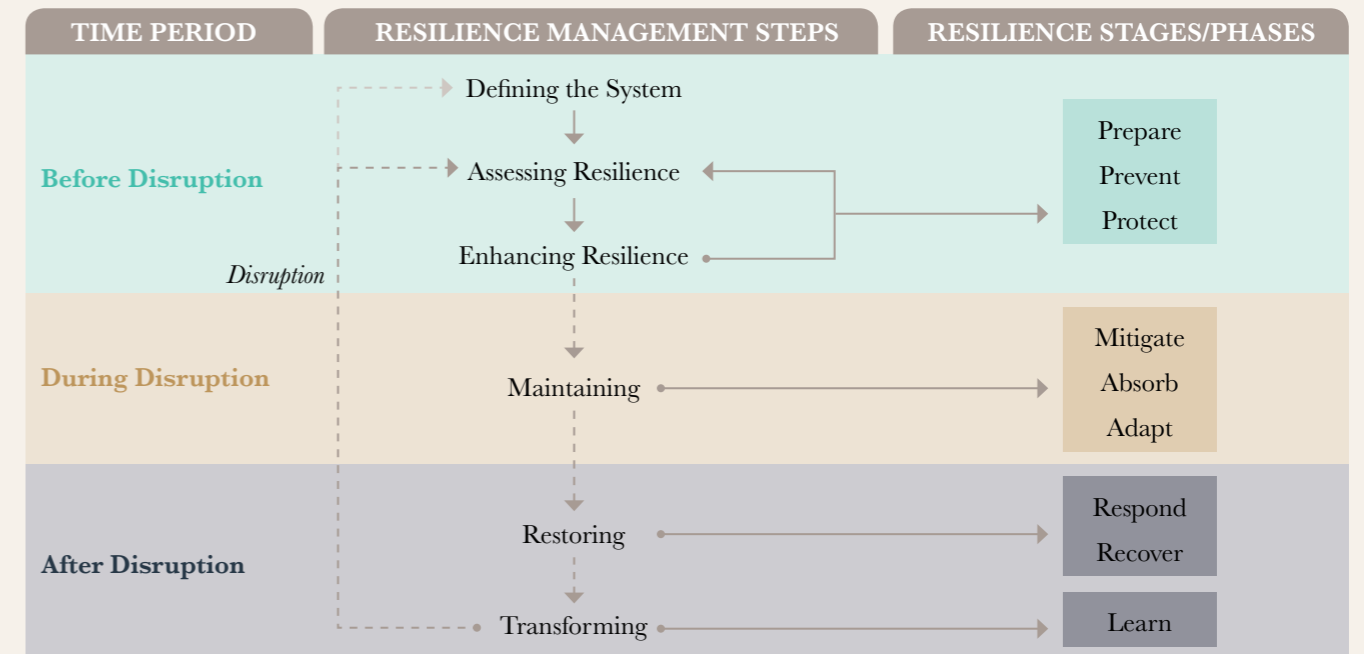 TIME PERIOD
RESILIENCE MANAGEMENT STEPS
RESILIENCE STAGES/PHASES
Before Disruption
Defining the System
Assessing Resilience
Enhancing Resilience
Prepare
Prevent
Protect
Disruption
During Disruption
Maintaining
Mitigate
Absorb
Adapt
After Disruption
Restoring
Transforming
Respond
Recover
Learn